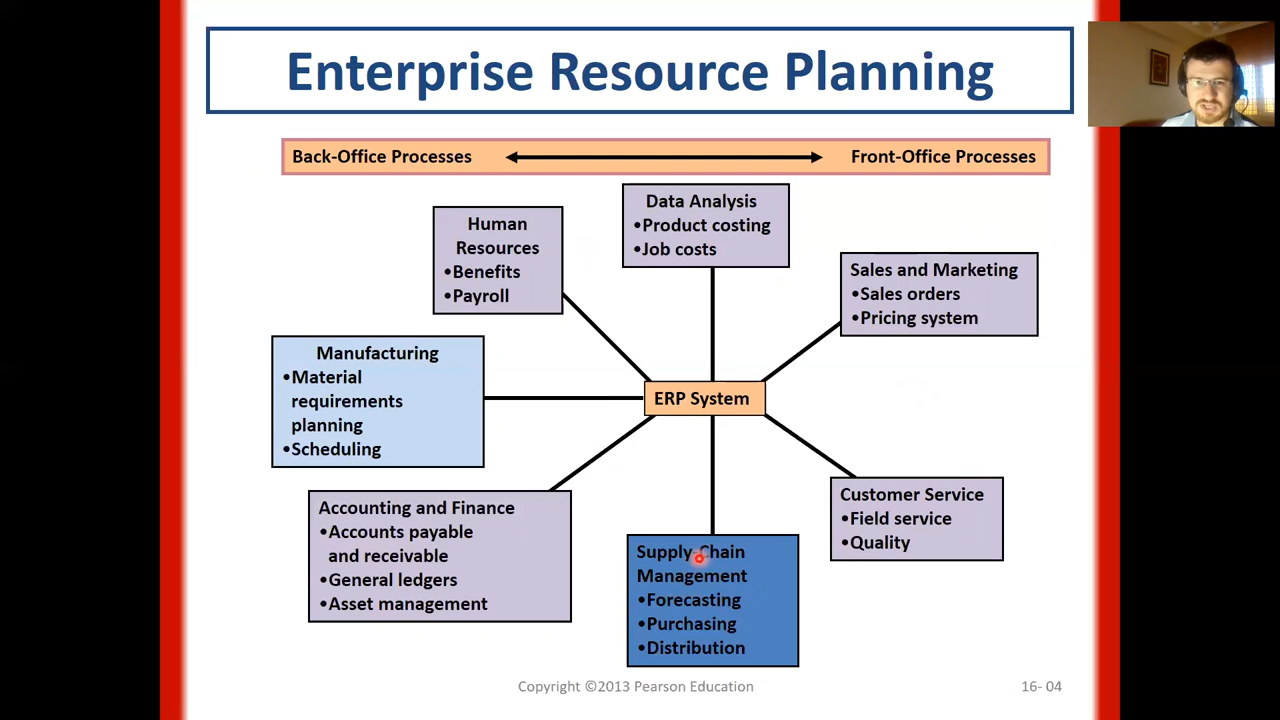 Enterprise Resource Planning
Back-Office Processes
Front-Office Processes
Data Analysis
•Product costing
•Job costs
Human
Resources
•Benefits
•Payroll
Sales and Marketing
•Sales orders
•Pricing system
Manufacturing
•Material
requirements
planning
•Scheduling
ERP System
Accounting and Finance
•Accounts payable
and receivable
•General ledgers
•Asset management
Supply-Chain
Management
•Forecasting
•Purchasing
•Distribution
Customer Service
•Field service
•Quality
Copyright ©2013 Pearson Education
16- 04